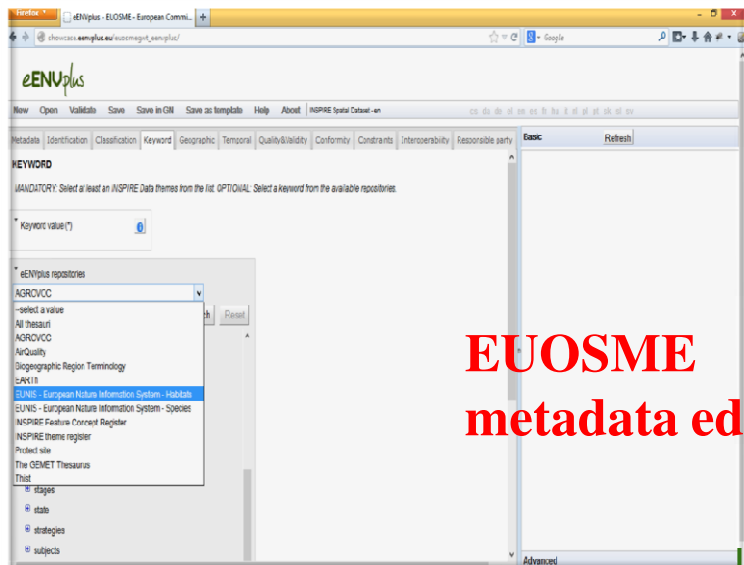 Firefox
eENVplus - EUOSME - European Commi...
showcase.eenvplus.eu/euosmegwt_eenvplus/
Google
eENVplus
New Open Validate Save Save in GN Save as template Help About INSPIRE Spatial Dataset - en
Metadata Identification Classification Keyword Geographic Temporal Quality&Validity Conformity Constraints Interoperability Responsible party
Basic Refresh
KEYWORD
MANDATORY: Select at least an INSPIRE Data themes from the list. OPTIONAL: Select a keyword from the available repositories.
* Keyword value (*)
* eENVplus repositories
AGROVOC
--select a value
All thesauri
Reset
AGROVOC
AirQuality
Biogeographic Region Terminology
EARTh
EUNIS - European Nature Information System - Habitats
EUNIS - European Nature Information System - Species
INSPIRE Feature Concept Register
INSPIRE theme register
Protect site
The GEMET Thesaurus
Thist
stages
state
strategies
subjects
EUOSME
metadata ed
Advanced